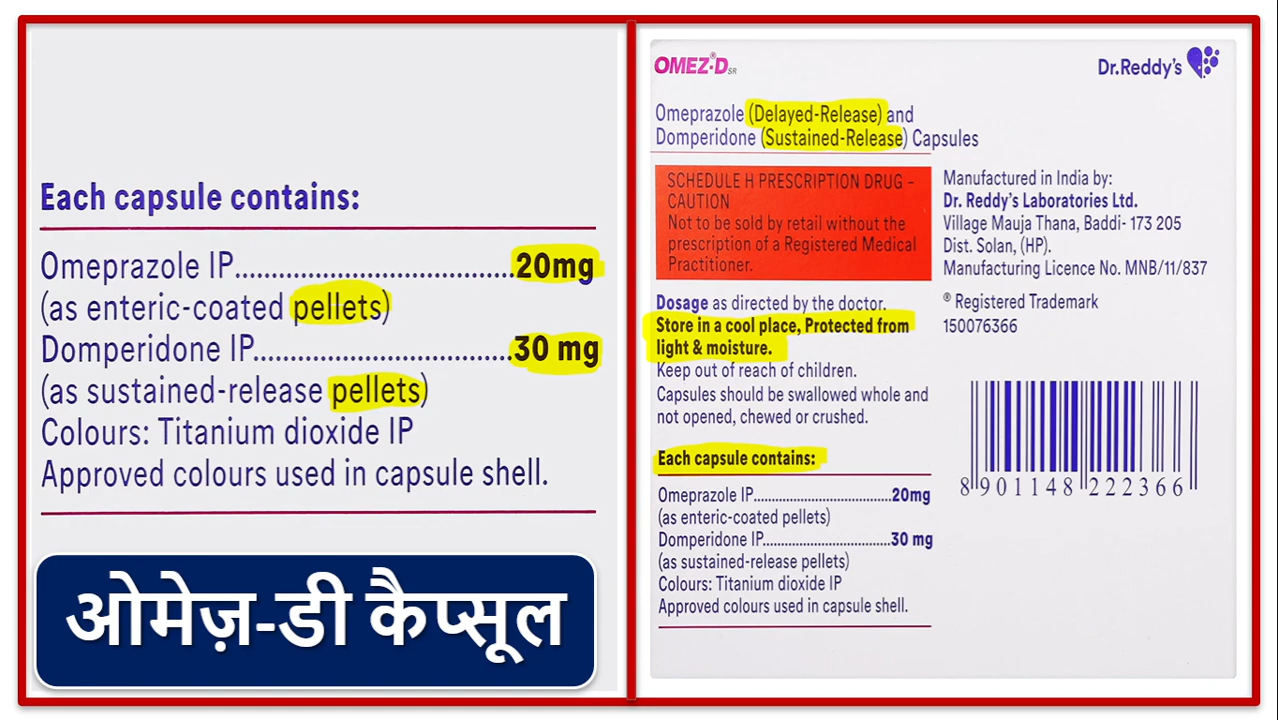 Each capsule contains:
Omeprazole IP......................................20mg
(as enteric-coated pellets)
Domperidone IP...................................30 mg
(as sustained-release pellets)
Colours: Titanium dioxide IP
Approved colours used in capsule shell.
ओमेज़-डी कैप्सूल
OMEZ®-D SR
Dr.Reddy's
Omeprazole (Delayed-Release) and
Domperidone (Sustained-Release) Capsules
SCHEDULE H PRESCRIPTION DRUG –
CAUTION
Not to be sold by retail without the
prescription of a Registered Medical
Practitioner.
Dosage as directed by the doctor.
Store in a cool place, Protected from
light & moisture.
Keep out of reach of children.
Capsules should be swallowed whole and
not opened, chewed or crushed.
Each capsule contains:
Omeprazole IP......................................20mg
(as enteric-coated pellets)
Domperidone IP...................................30 mg
(as sustained-release pellets)
Colours: Titanium dioxide IP
Approved colours used in capsule shell.
Manufactured in India by:
Dr. Reddy's Laboratories Ltd.
Village Mauja Thana, Baddi- 173 205
Dist. Solan, (HP).
Manufacturing Licence No. MNB/11/837
® Registered Trademark
150076366
8 901148 222366